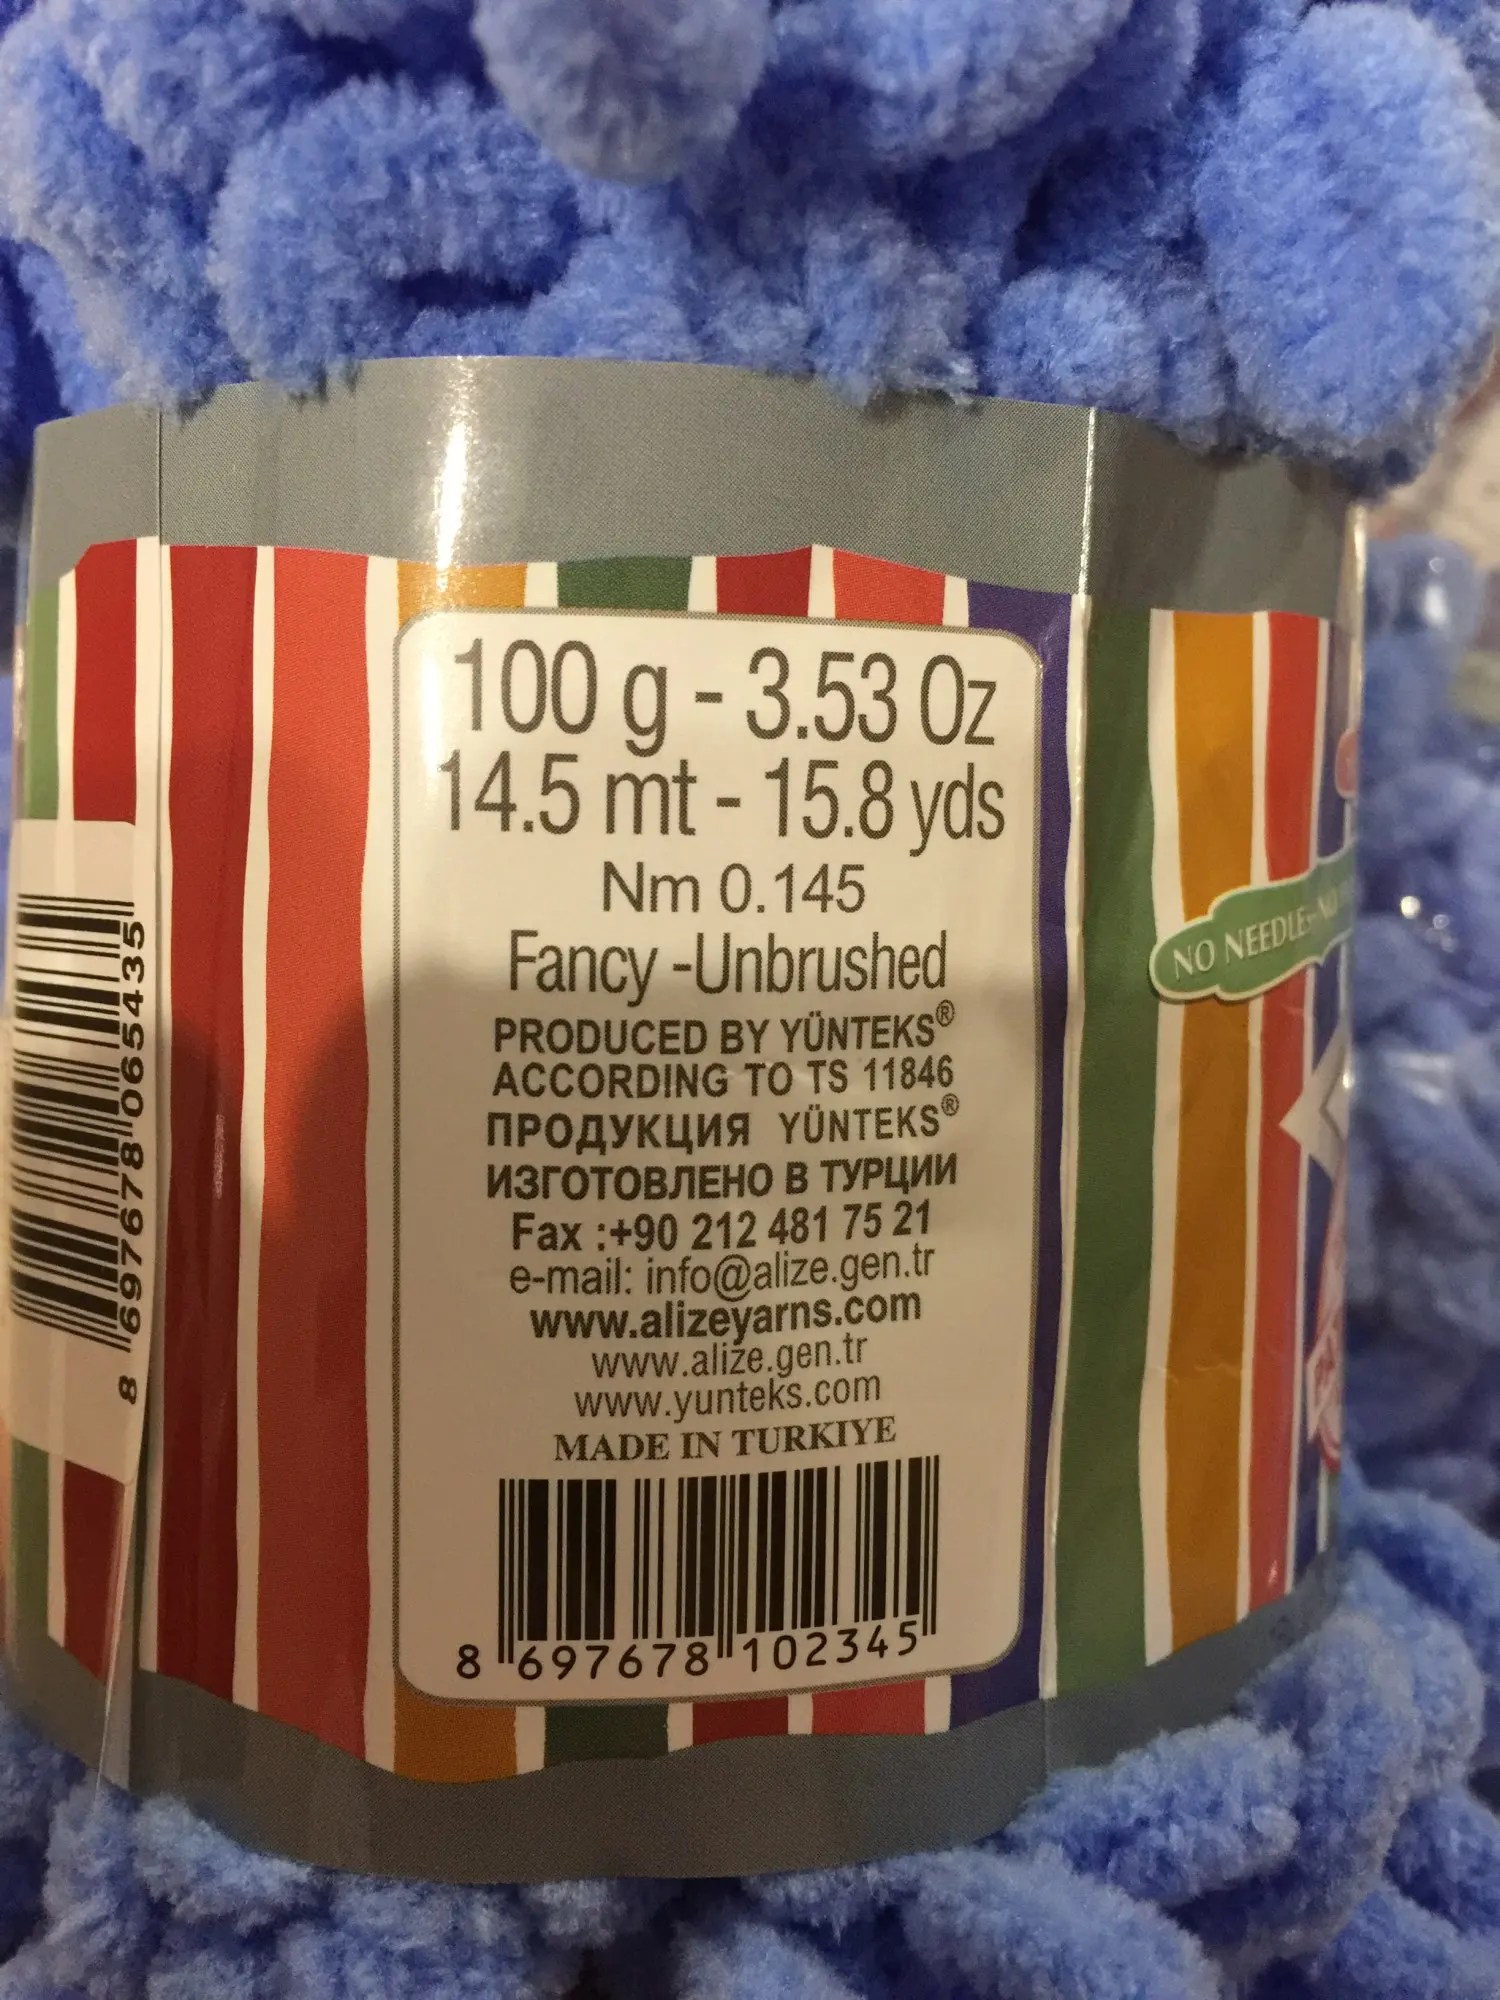 100 g - 3.53 Oz
14.5 mt - 15.8 yds
Nm 0.145
Fancy -Unbrushed
PRODUCED BY YÜNTEKS®
ACCORDING TO TS 11846
ПРОДУКЦИЯ YÜNTEKS®
ИЗГОТОВЛЕНО В ТУРЦИИ
Fax :+90 212 481 75 21
e-mail: info@alize.gen.tr
www.alizeyarns.com
www.alize.gen.tr
www.yunteks.com
MADE IN TURKIYE
8 697678 102345
8 697678 065435
NO NEEDLE-